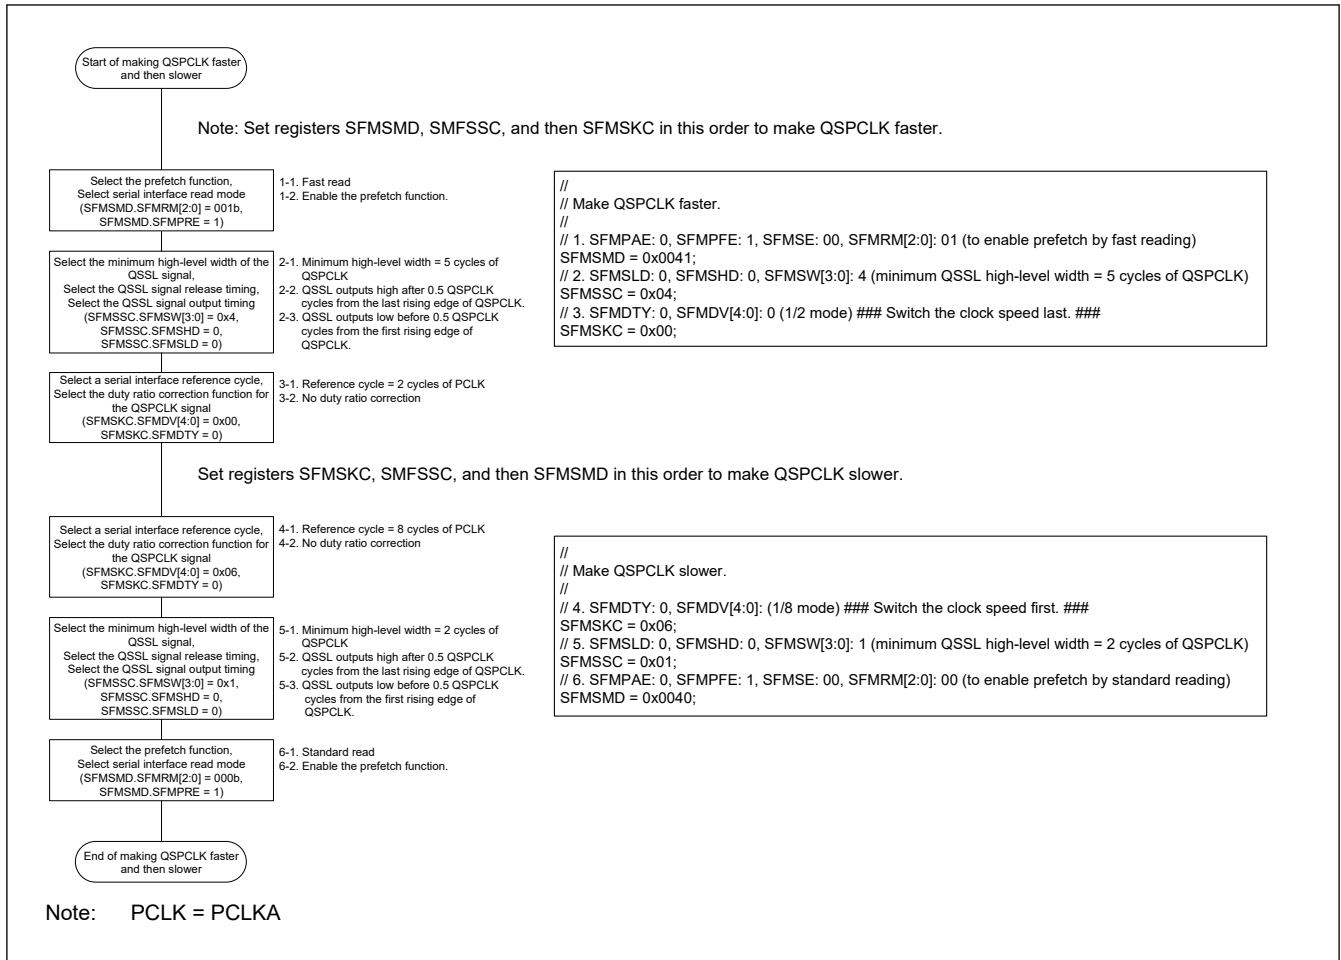 Start of making QSPCLK faster
and then slower
Note: Set registers SFMSMD, SMFSSC, and then SFMSKC in this order to make QSPCLK faster.
Select the prefetch function,
Select serial interface read mode
(SFMSMD.SFMRM[2:0] = 001b,
SFMSMD.SFMPRE = 1)
1-1. Fast read
1-2. Enable the prefetch function.
Select the minimum high-level width of the
QSSL signal,
Select the QSSL signal release timing,
Select the QSSL signal output timing
(SFMSSC.SFMSW[3:0] = 0x4,
SFMSSC.SFMSHD = 0,
SFMSSC.SFMSLD = 0)
2-1. Minimum high-level width = 5 cycles of
QSPCLK
2-2. QSSL outputs high after 0.5 QSPCLK
cycles from the last rising edge of QSPCLK.
2-3. QSSL outputs low before 0.5 QSPCLK
cycles from the first rising edge of
QSPCLK.
Select a serial interface reference cycle,
Select the duty ratio correction function for
the QSPCLK signal
(SFMSKC.SFMDV[4:0] = 0x00,
SFMSKC.SFMDTY = 0)
3-1. Reference cycle = 2 cycles of PCLK
3-2. No duty ratio correction
//
// Make QSPCLK faster.
//
// 1. SFMPAE: 0, SFMPFE: 1, SFMSE: 00, SFMRM[2:0]: 01 (to enable prefetch by fast reading)
SFMSMD = 0x0041;
// 2. SFMSLD: 0, SFMSHD: 0, SFMSW[3:0]: 4 (minimum QSSL high-level width = 5 cycles of QSPCLK)
SFMSSC = 0x04;
// 3. SFMDTY: 0, SFMDV[4:0]: 0 (1/2 mode) ### Switch the clock speed last. ###
SFMSKC = 0x00;
Set registers SFMSKC, SMFSSC, and then SFMSMD in this order to make QSPCLK slower.
Select a serial interface reference cycle,
Select the duty ratio correction function for
the QSPCLK signal
(SFMSKC.SFMDV[4:0] = 0x06,
SFMSKC.SFMDTY = 0)
4-1. Reference cycle = 8 cycles of PCLK
4-2. No duty ratio correction
Select the minimum high-level width of the
QSSL signal,
Select the QSSL signal release timing,
Select the QSSL signal output timing
(SFMSSC.SFMSW[3:0] = 0x1,
SFMSSC.SFMSHD = 0,
SFMSSC.SFMSLD = 0)
5-1. Minimum high-level width = 2 cycles of
QSPCLK
5-2. QSSL outputs high after 0.5 QSPCLK
cycles from the last rising edge of QSPCLK.
5-3. QSSL outputs low before 0.5 QSPCLK
cycles from the first rising edge of
QSPCLK.
Select the prefetch function,
Select serial interface read mode
(SFMSMD.SFMRM[2:0] = 000b,
SFMSMD.SFMPRE = 1)
6-1. Standard read
6-2. Enable the prefetch function.
//
// Make QSPCLK slower.
//
// 4. SFMDTY: 0, SFMDV[4:0]: (1/8 mode) ### Switch the clock speed first. ###
SFMSKC = 0x06;
// 5. SFMSLD: 0, SFMSHD: 0, SFMSW[3:0]: 1 (minimum QSSL high-level width = 2 cycles of QSPCLK)
SFMSSC = 0x01;
// 6. SFMPAE: 0, SFMPFE: 1, SFMSE: 00, SFMRM[2:0]: 00 (to enable prefetch by standard reading)
SFMSMD = 0x0040;
End of making QSPCLK faster
and then slower
Note: PCLK = PCLKA